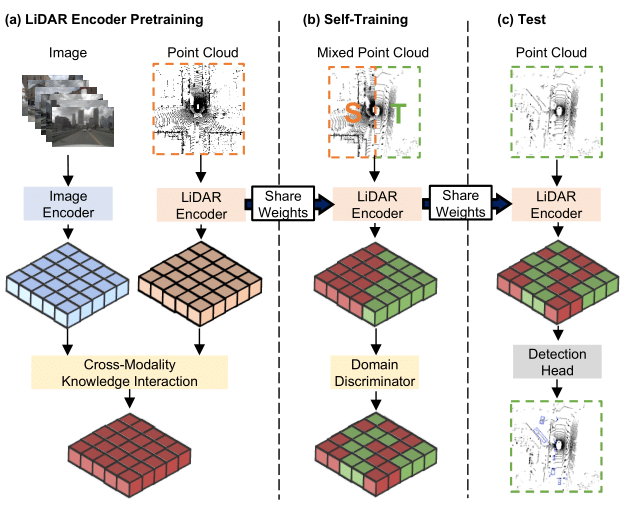 (a) LiDAR Encoder Pretraining
Image
Point Cloud
Image
Encoder
LiDAR
Encoder
Share
Weights
Cross-Modality
Knowledge Interaction
(b) Self-Training
Mixed Point Cloud
S T
LiDAR
Encoder
Share
Weights
Domain
Discriminator
(c) Test
Point Cloud
LiDAR
Encoder
Detection
Head